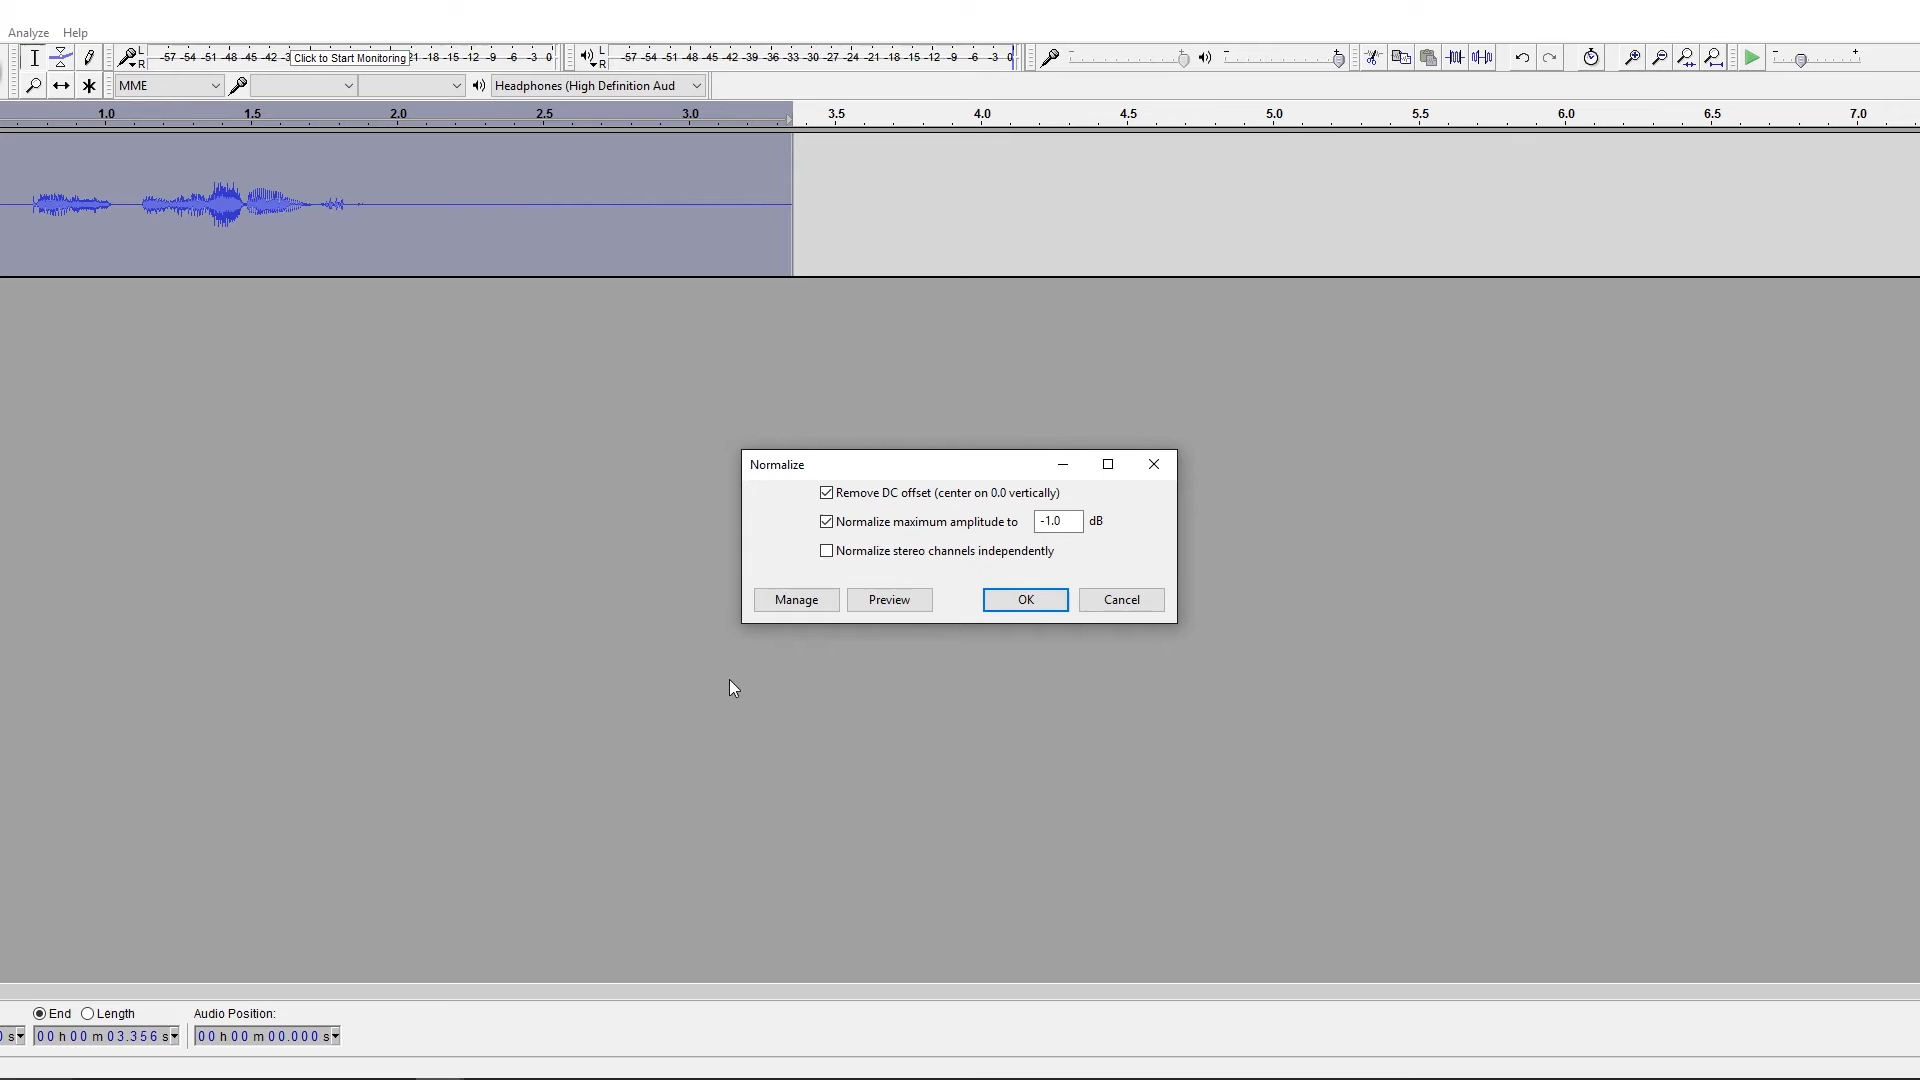 Analyze Help
L R -57 -54 -51 -48 -45 -42 -3 Click to Start Monitoring 21 -18 -15 -12 -9 -6 -3 0 L R -57 -54 -51 -48 -45 -42 -39 -36 -33 -30 -27 -24 -21 -18 -15 -12 -9 -6 -3 0 - + - +
MME Headphones (High Definition Aud
1.0 1.5 2.0 2.5 3.0 3.5 4.0 4.5 5.0 5.5 6.0 6.5 7.0
Normalize
Remove DC offset (center on 0.0 vertically)
Normalize maximum amplitude to -1.0 dB
Normalize stereo channels independently
Manage Preview OK Cancel
End Length Audio Position:
0 s 00 h 00 m 03.356 s 00 h 00 m 00.000 s